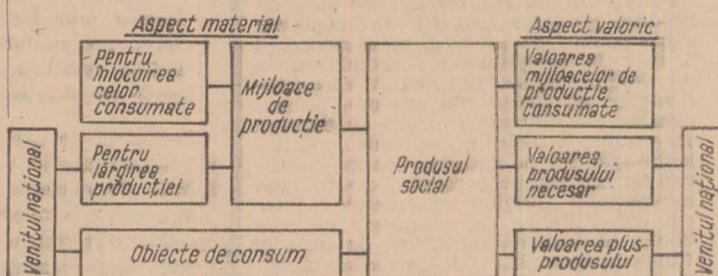 Aspect material
Aspect valoric
Pentru
înlocuirea
celor
consumate
Mijloace
de
producție
Valoarea
mijloacelor de
producție
consumate
Venitul național
Pentru
lărgirea
producției
Produsul
social
Valoarea
produsului
necesar
Venitul național
Obiecte de consum
Valoarea plus-
produsului